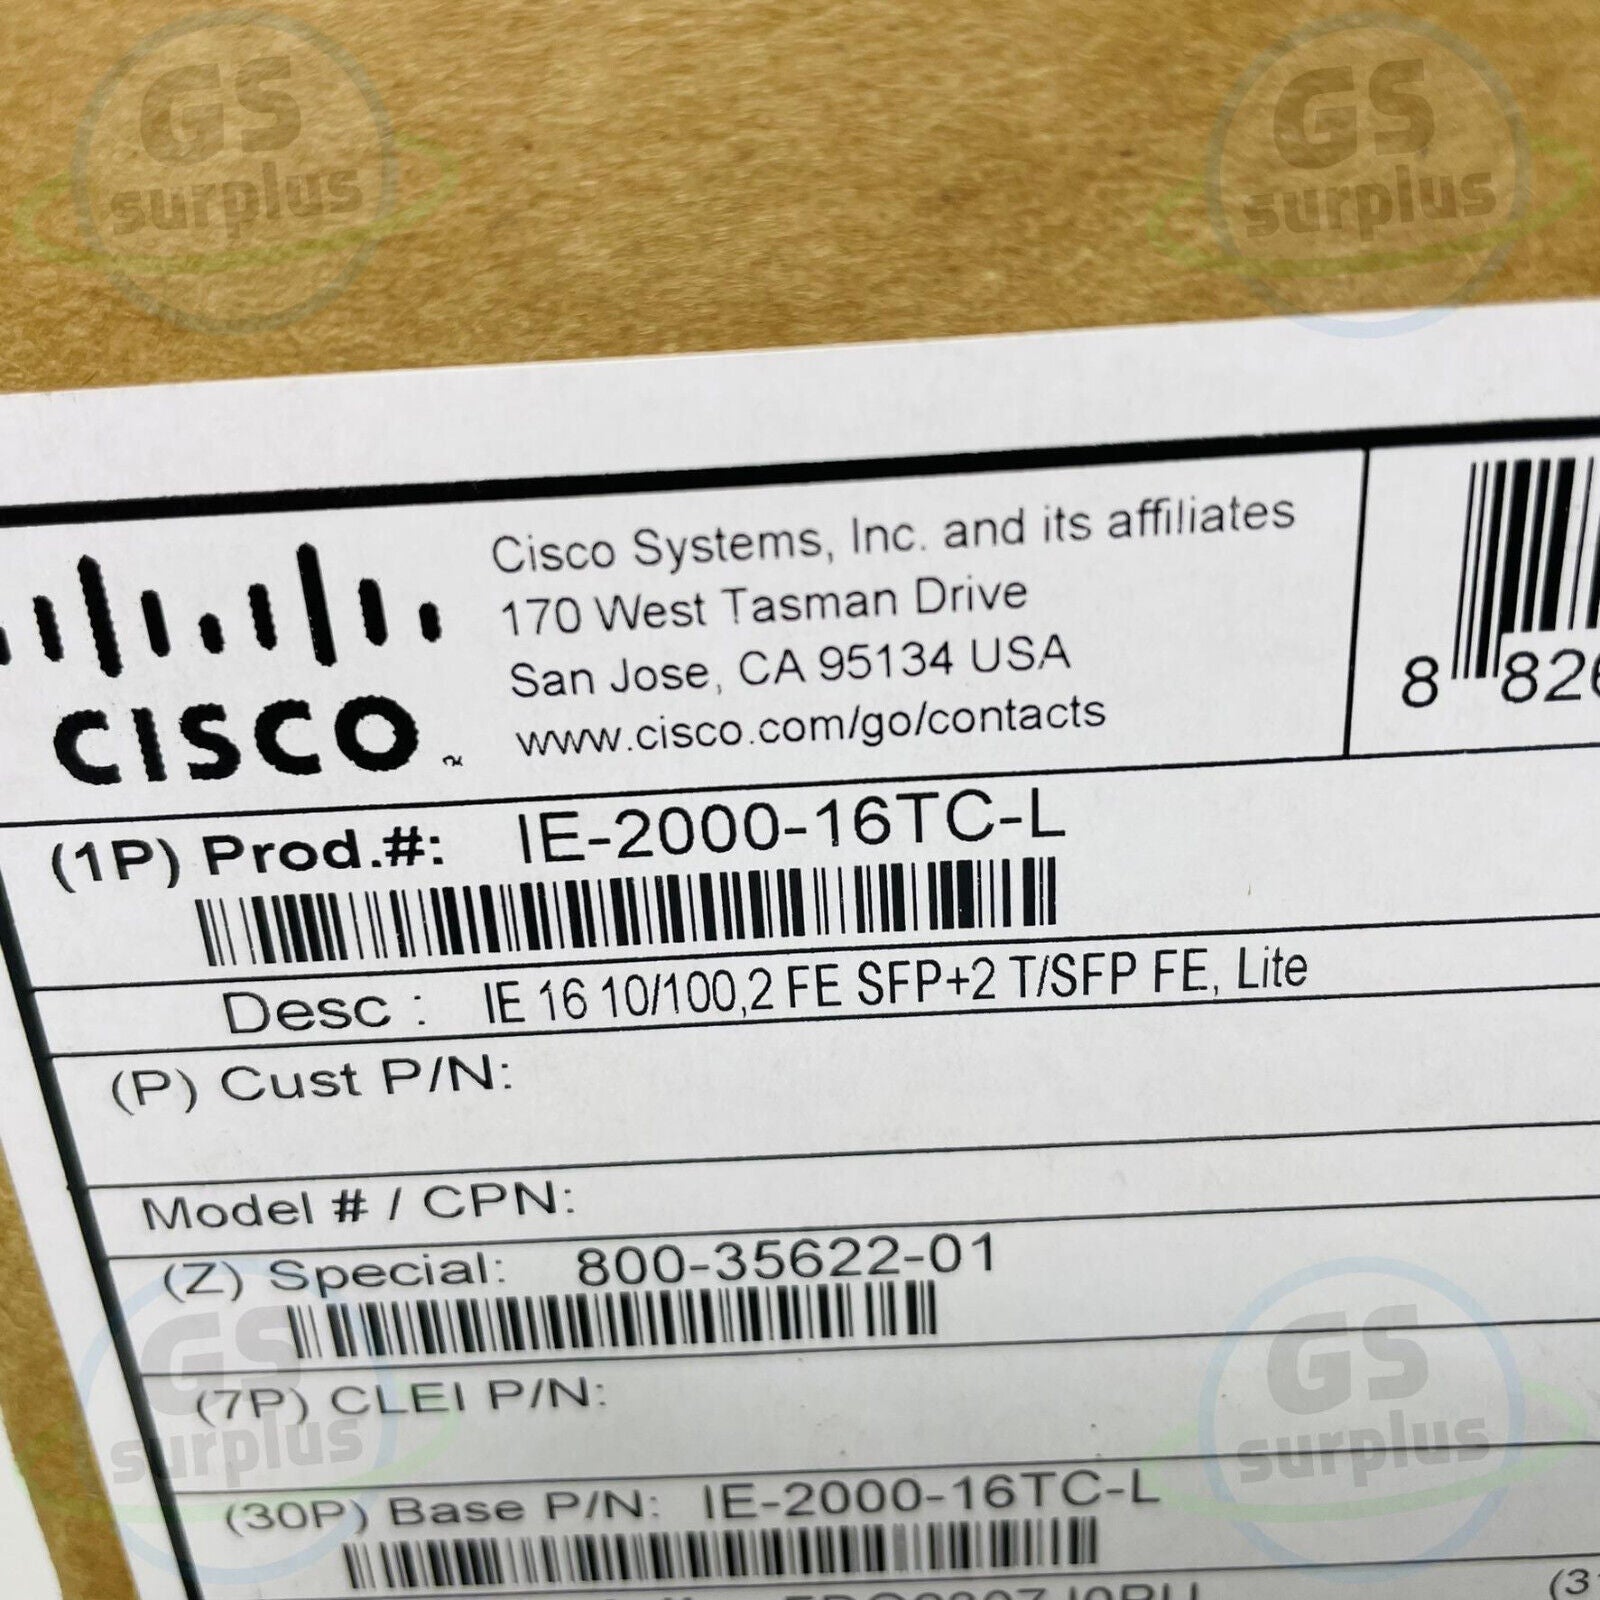 GS surplus
GS surplus
CISCO
Cisco Systems, Inc. and its affiliates
170 West Tasman Drive
San Jose, CA 95134 USA
www.cisco.com/go/contacts
8 826
(1P) Prod.#: IE-2000-16TC-L
Desc : IE 16 10/100,2 FE SFP+2 T/SFP FE, Lite
(P) Cust P/N:
Model # / CPN:
(Z) Special: 800-35622-01
GS surplus
GS surplus
(7P) CLEI P/N:
(30P) Base P/N: IE-2000-16TC-L